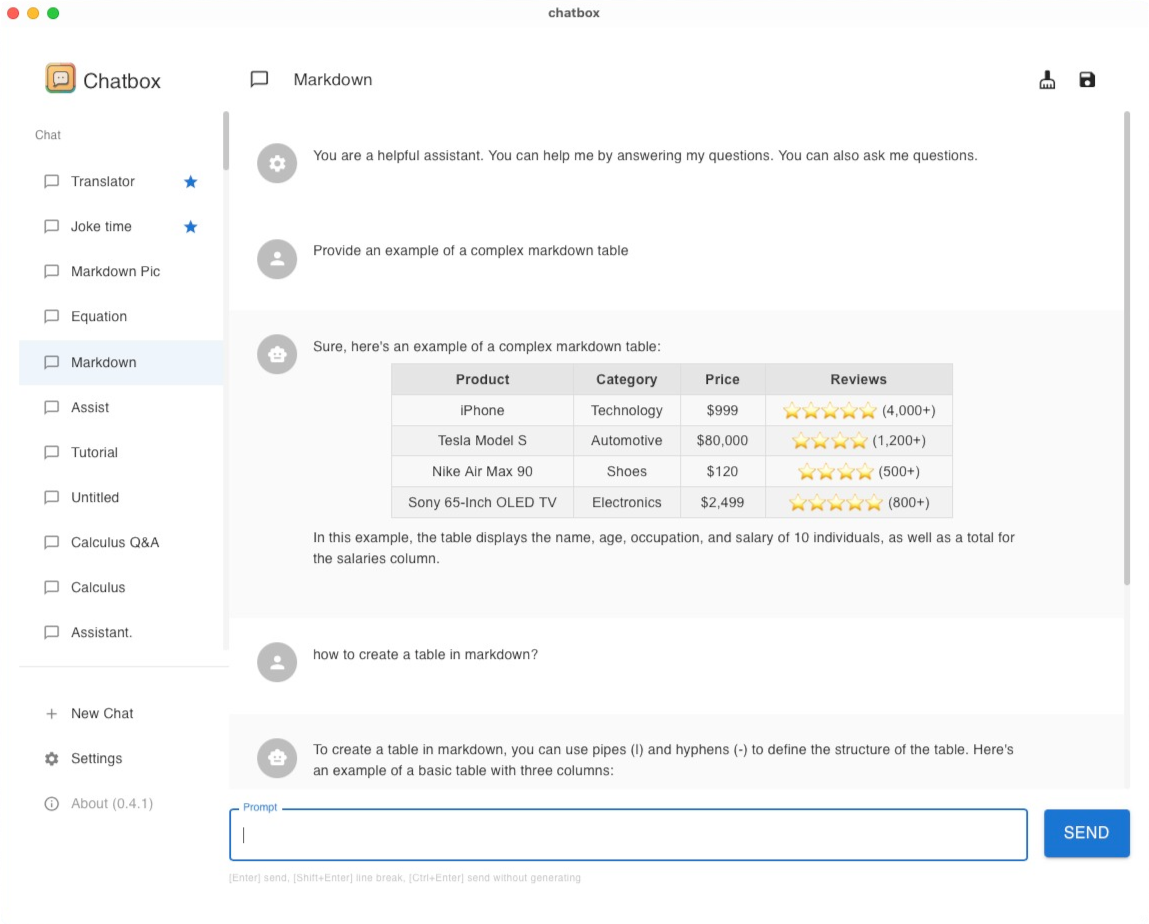 chatbox
Chatbox
Markdown
Chat
Translator
Joke time
Markdown Pic
Equation
Markdown
Assist
Tutorial
Untitled
Calculus Q&A
Calculus
Assistant.
New Chat
Settings
About (0.4.1)
You are a helpful assistant. You can help me by answering my questions. You can also ask me questions.
Provide an example of a complex markdown table
Sure, here's an example of a complex markdown table:
Product Category Price Reviews
iPhone Technology $999 ⭐⭐⭐⭐⭐ (4,000+)
Tesla Model S Automotive $80,000 ⭐⭐⭐⭐ (1,200+)
Nike Air Max 90 Shoes $120 ⭐⭐⭐⭐ (500+)
Sony 65-Inch OLED TV Electronics $2,499 ⭐⭐⭐⭐⭐ (800+)
In this example, the table displays the name, age, occupation, and salary of 10 individuals, as well as a total for
the salaries column.
how to create a table in markdown?
To create a table in markdown, you can use pipes (|) and hyphens (-) to define the structure of the table. Here's
an example of a basic table with three columns:
Prompt
SEND
[Enter] send, [Shift+Enter] line break, [Ctrl+Enter] send without generating